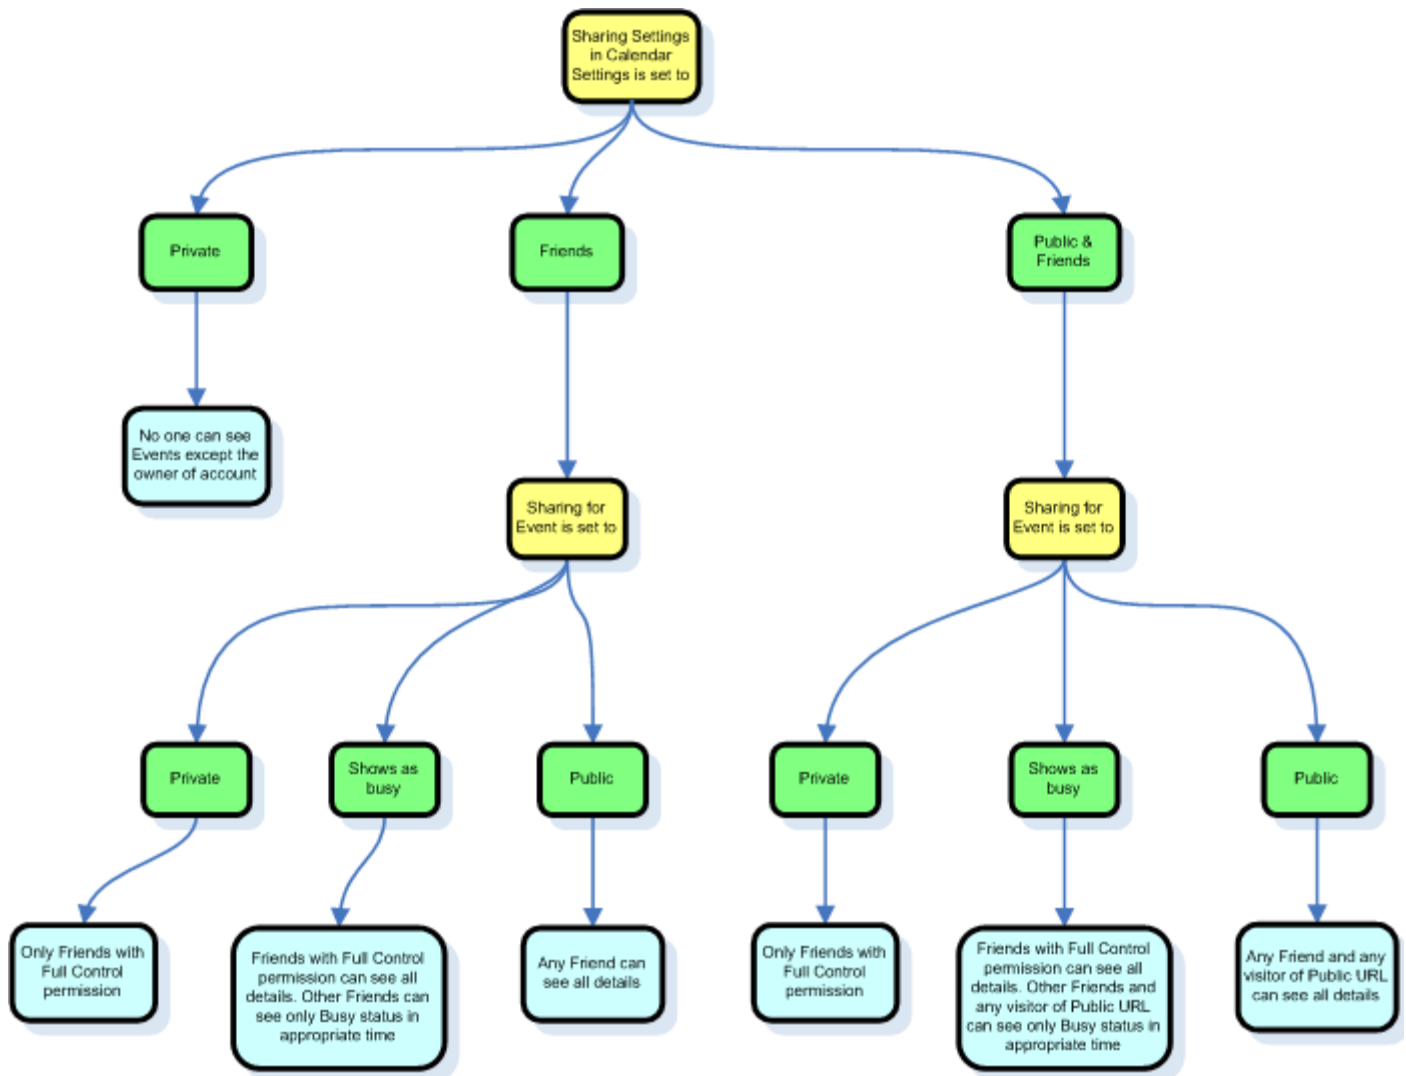 Sharing Settings
in Calendar
Settings is set to
Private
Friends
Public &
Friends
No one can see
Events except the
owner of account
Sharing for
Event is set to
Sharing for
Event is set to
Private
Shows as
busy
Public
Private
Shows as
busy
Public
Only Friends with
Full Control
permission
Friends with Full Control
permission can see all
details. Other Friends can
see only Busy status in
appropriate time
Any Friend can
see all details
Only Friends with
Full Control
permission
Friends with Full Control
permission can see all
details. Other Friends and
any visitor of Public URL
can see only Busy status in
appropriate time
Any Friend and any
visitor of Public URL
can see all details